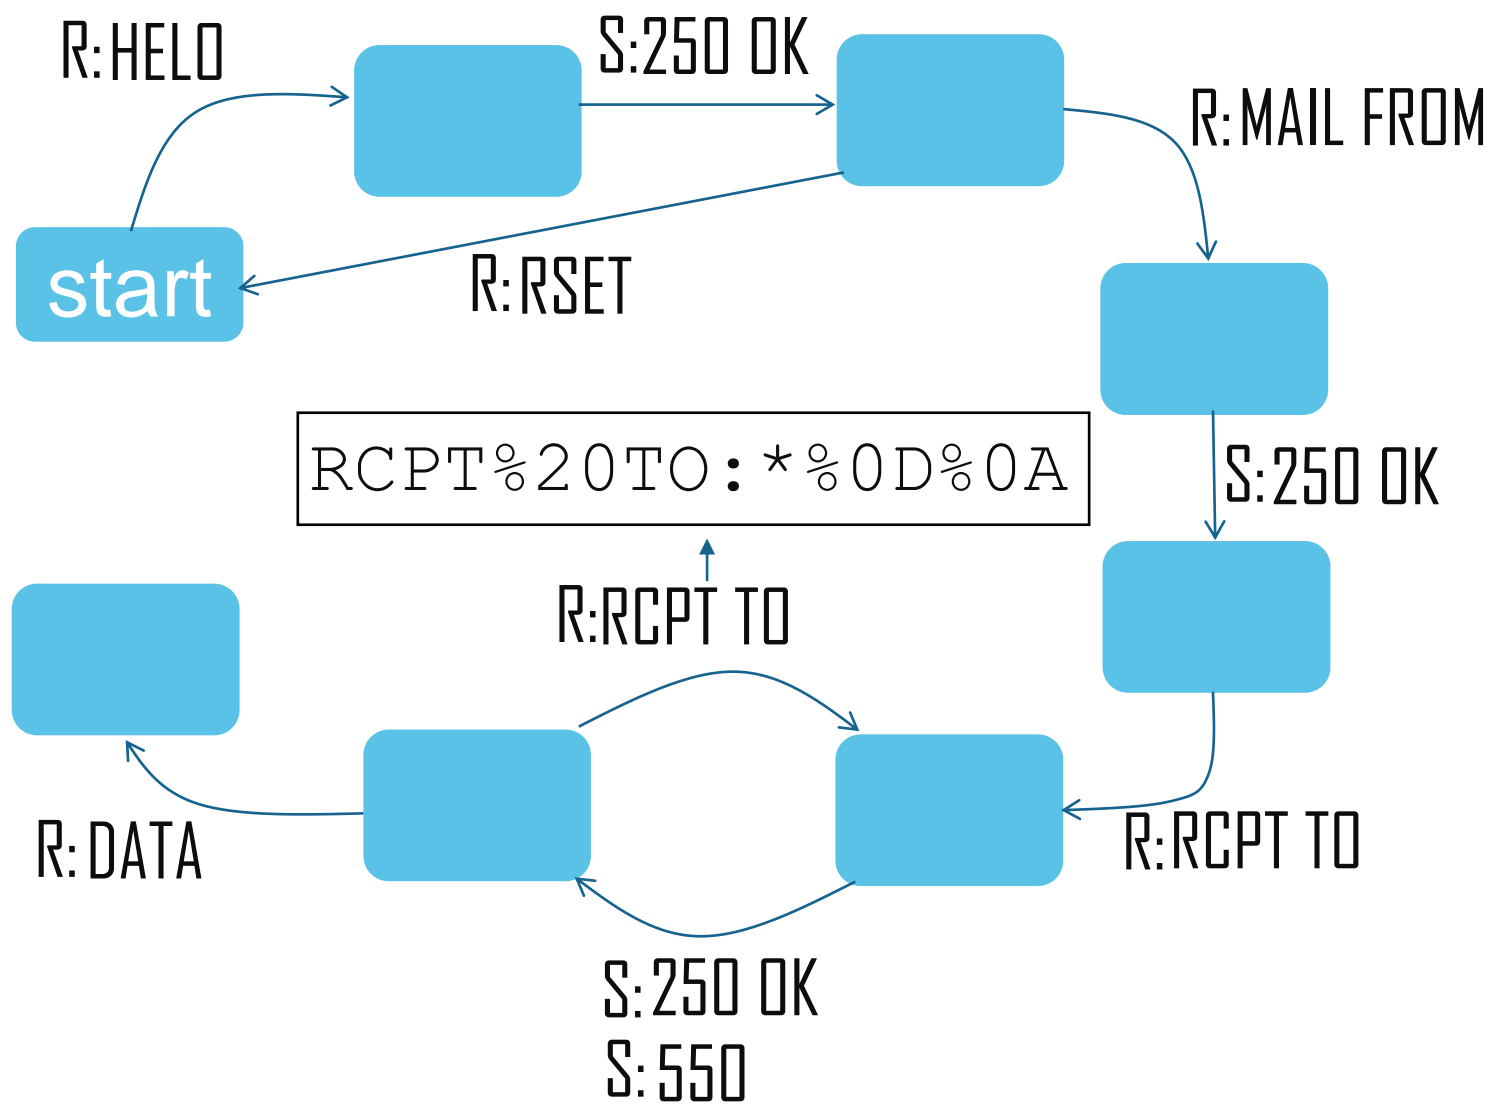 R: HELO
S:250 OK
R: MAIL FROM
start
R: RSET
RCPT%20TO:*%0D%0A
S:250 OK
R:RCPT TO
R: DATA
R:RCPT TO
S: 250 OK
S: 550